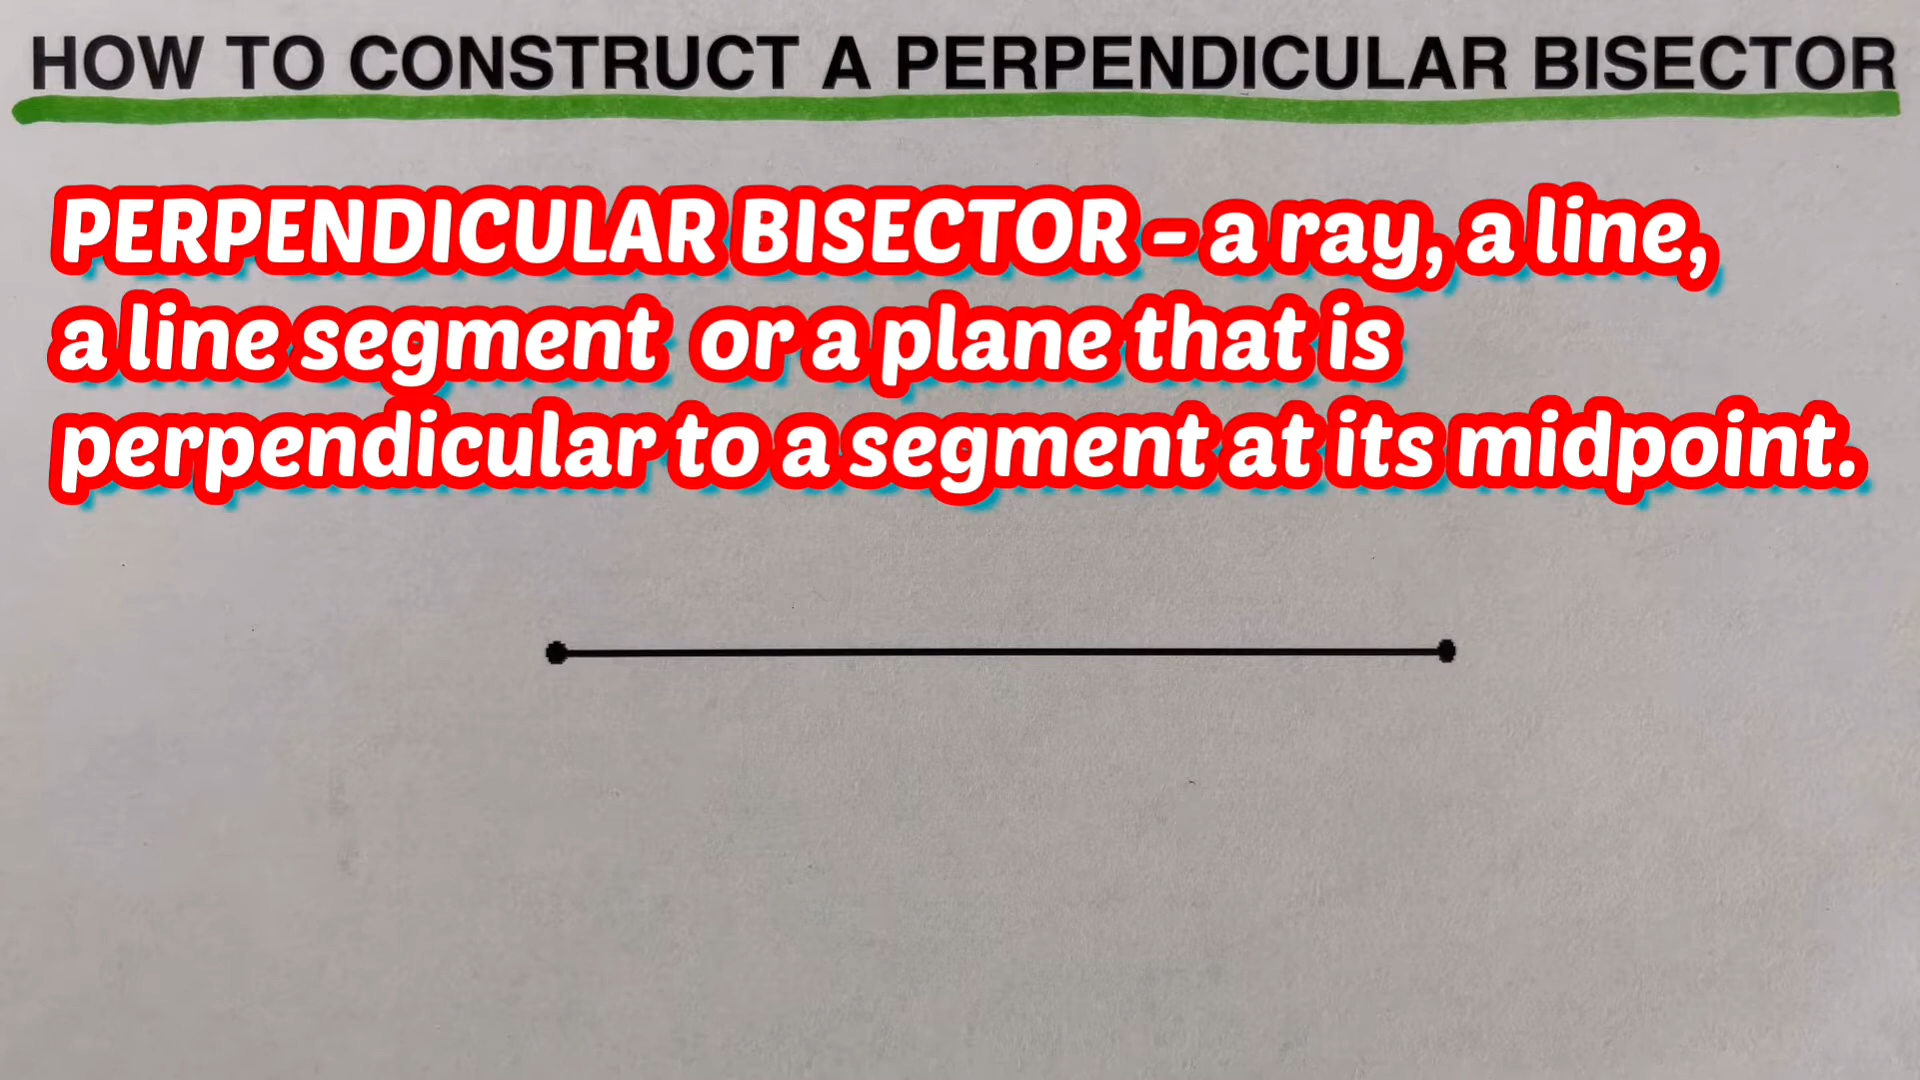 HOW TO CONSTRUCT A PERPENDICULAR BISECTOR
PERPENDICULAR BISECTOR - a ray, a line,
a line segment or a plane that is
perpendicular to a segment at its midpoint.